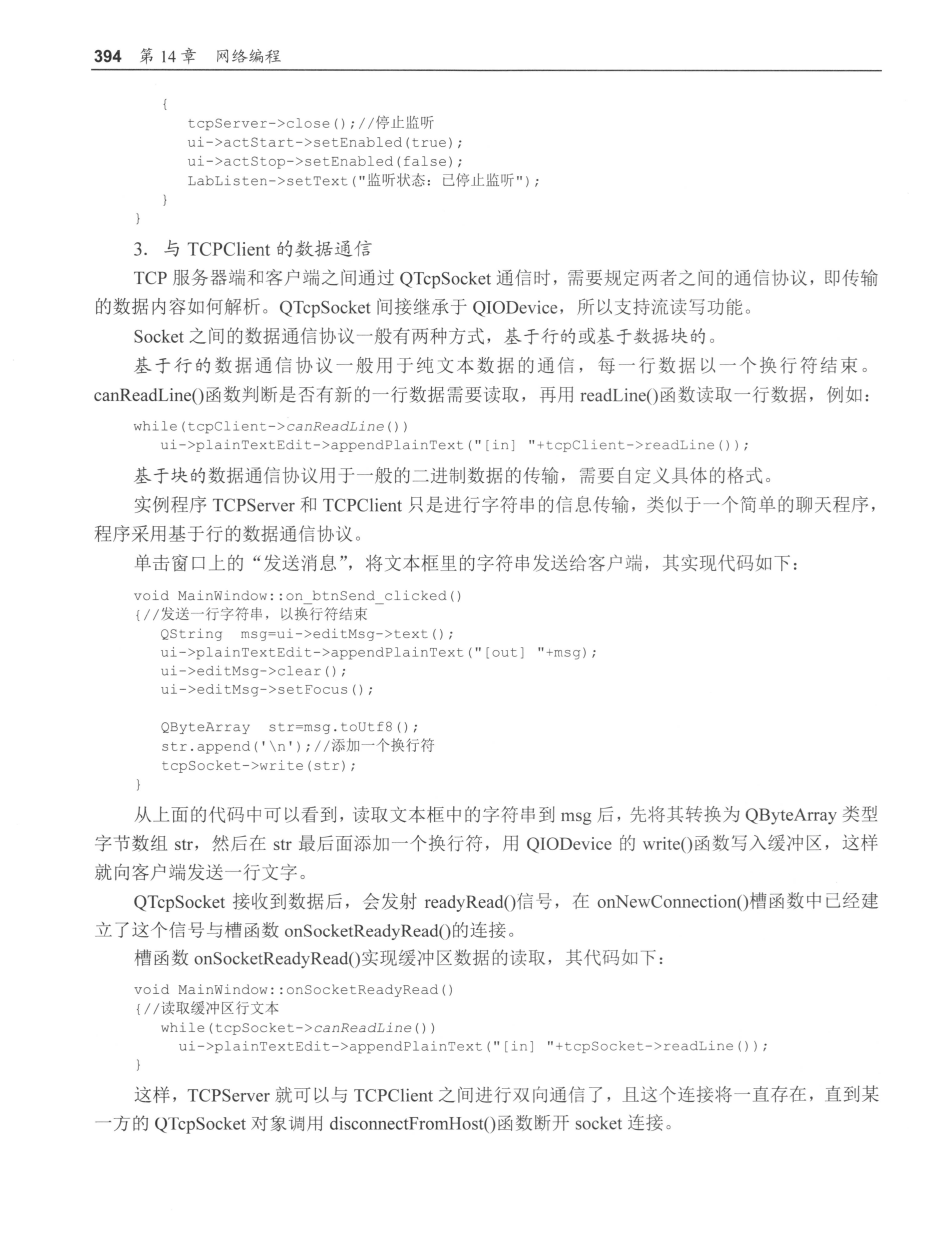 394 第 14 章 网络编程
{
tcpServer->close();//停止监听
ui->actStart->setEnabled(true);
ui->actStop->setEnabled(false);
LabListen->setText("监听状态：已停止监听");
}
}
3. 与 TCPClient 的数据通信
TCP 服务器端和客户端之间通过 QTcpSocket 通信时，需要规定两者之间的通信协议，即传输
的数据内容如何解析。QTcpSocket 间接继承于 QIODevice，所以支持流读写功能。
Socket 之间的数据通信协议一般有两种方式，基于行的或基于数据块的。
基于行的数据通信协议一般用于纯文本数据的通信，每一行数据以一个换行符结束。
canReadLine()函数判断是否有新的一行数据需要读取，再用 readLine()函数读取一行数据，例如：
while(tcpClient->canReadLine())
ui->plainTextEdit->appendPlainText("[in] "+tcpClient->readLine());
基于块的数据通信协议用于一般的二进制数据的传输，需要自定义具体的格式。
实例程序 TCPServer 和 TCPClient 只是进行字符串的信息传输，类似于一个简单的聊天程序，
程序采用基于行的数据通信协议。
单击窗口上的“发送消息”，将文本框里的字符串发送给客户端，其实现代码如下：
void MainWindow::on_btnSend_clicked()
{//发送一行字符串，以换行符结束
QString  msg=ui->editMsg->text();
ui->plainTextEdit->appendPlainText("[out] "+msg);
ui->editMsg->clear();
ui->editMsg->setFocus();
QByteArray  str=msg.toUtf8();
str.append('\n');//添加一个换行符
tcpSocket->write(str);
}
从上面的代码中可以看到，读取文本框中的字符串到 msg 后，先将其转换为 QByteArray 类型
字节数组 str，然后在 str 最后面添加一个换行符，用 QIODevice 的 write()函数写入缓冲区，这样
就向客户端发送一行文字。
QTcpSocket 接收到数据后，会发射 readyRead()信号，在 onNewConnection()槽函数中已经建
立了这个信号与槽函数 onSocketReadyRead()的连接。
槽函数 onSocketReadyRead()实现缓冲区数据的读取，其代码如下：
void MainWindow::onSocketReadyRead()
{//读取缓冲区行文本
while(tcpSocket->canReadLine())
ui->plainTextEdit->appendPlainText("[in] "+tcpSocket->readLine());
}
这样，TCPServer 就可以与 TCPClient 之间进行双向通信了，且这个连接将一直存在，直到某
一方的 QTcpSocket 对象调用 disconnectFromHost()函数断开 socket 连接。